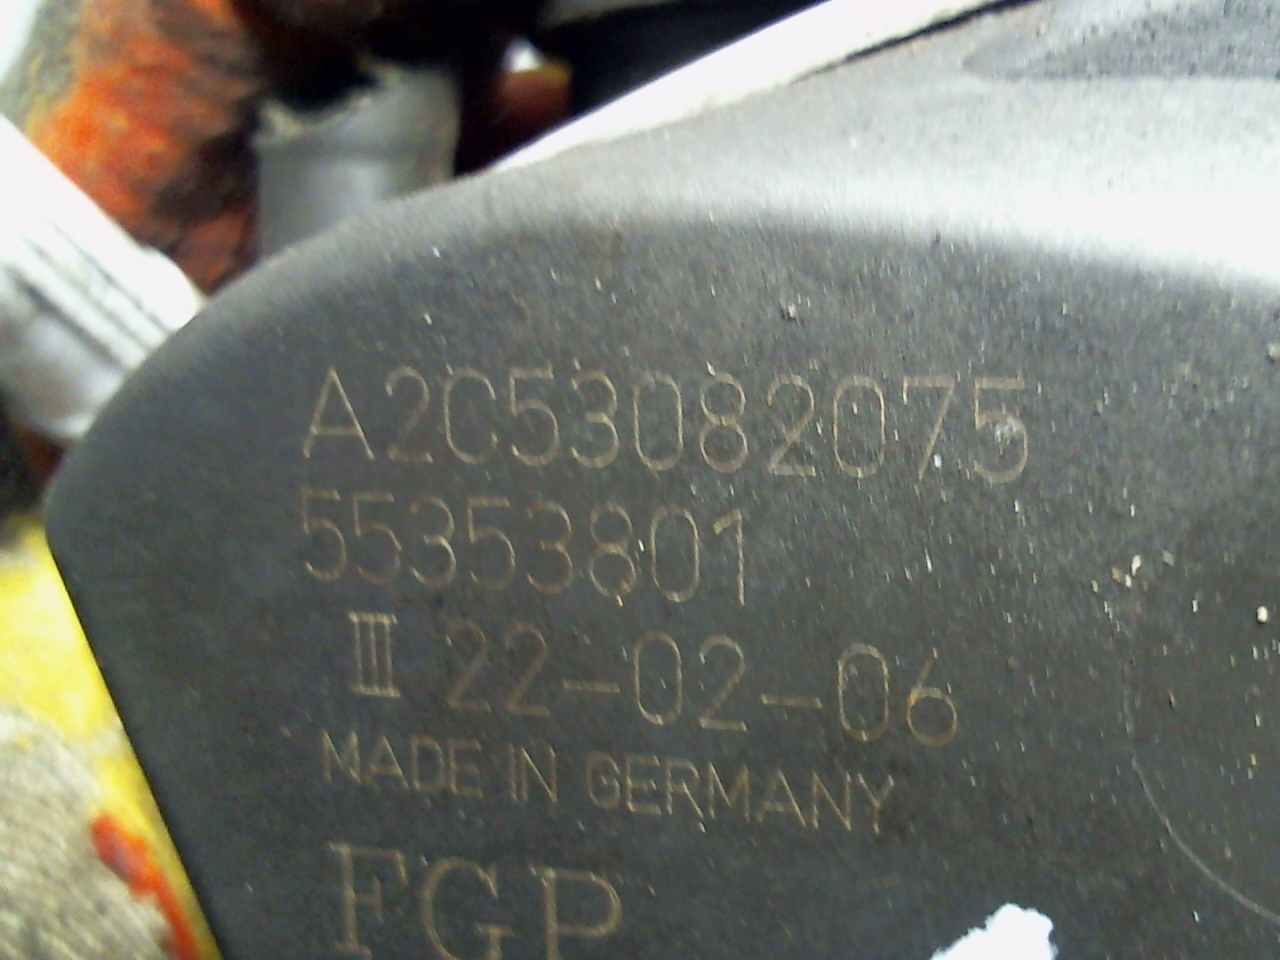 A2C53082075
55353801
III 22-02-06
MADE IN GERMANY
FGP